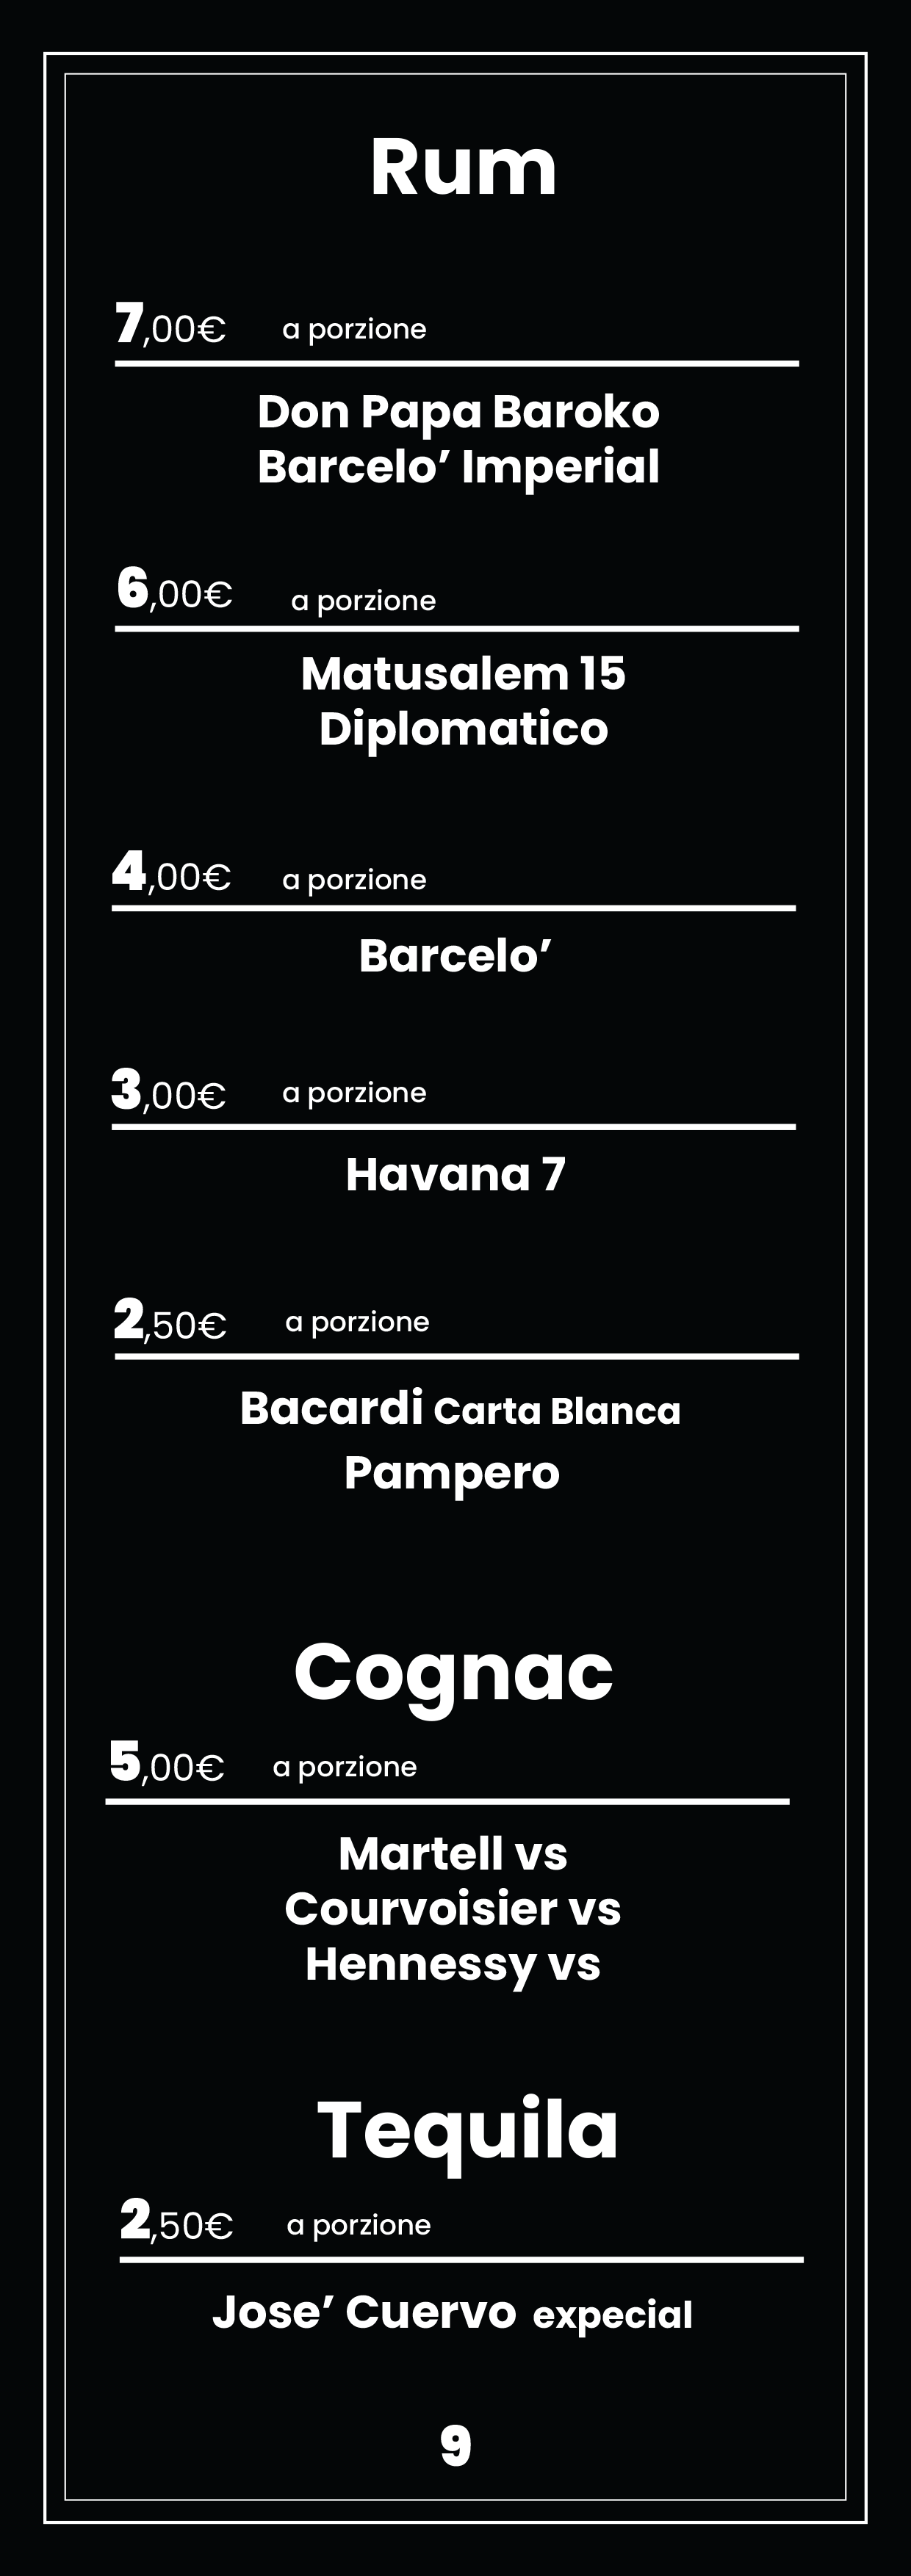 Rum
7,00€ a porzione
Don Papa Baroko
Barcelo’ Imperial
6,00€ a porzione
Matusalem 15
Diplomatico
4,00€ a porzione
Barcelo’
3,00€ a porzione
Havana 7
2,50€ a porzione
Bacardi Carta Blanca
Pampero
Cognac
5,00€ a porzione
Martell vs
Courvoisier vs
Hennessy vs
Tequila
2,50€ a porzione
Jose’ Cuervo expecial
9